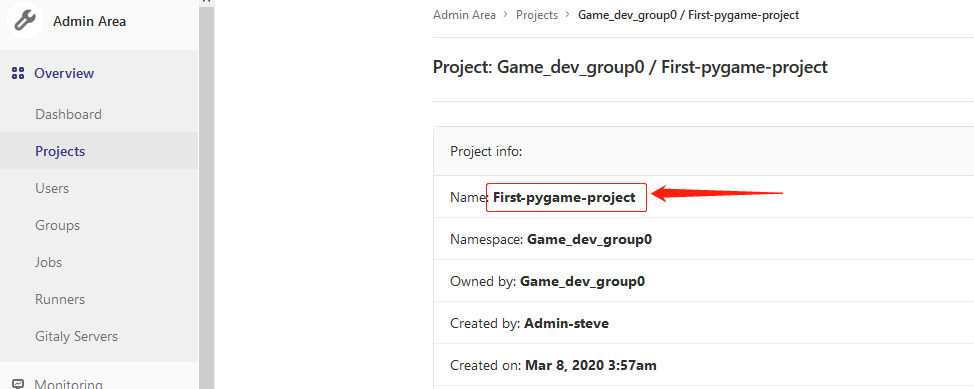 Admin Area
Overview
Dashboard
Projects
Users
Groups
Jobs
Runners
Gitaly Servers
Monitoring
Admin Area > Projects > Game_dev_group0 / First-pygame-project
Project: Game_dev_group0 / First-pygame-project
Project info:
Name: First-pygame-project
Namespace: Game_dev_group0
Owned by: Game_dev_group0
Created by: Admin-steve
Created on: Mar 8, 2020 3:57am